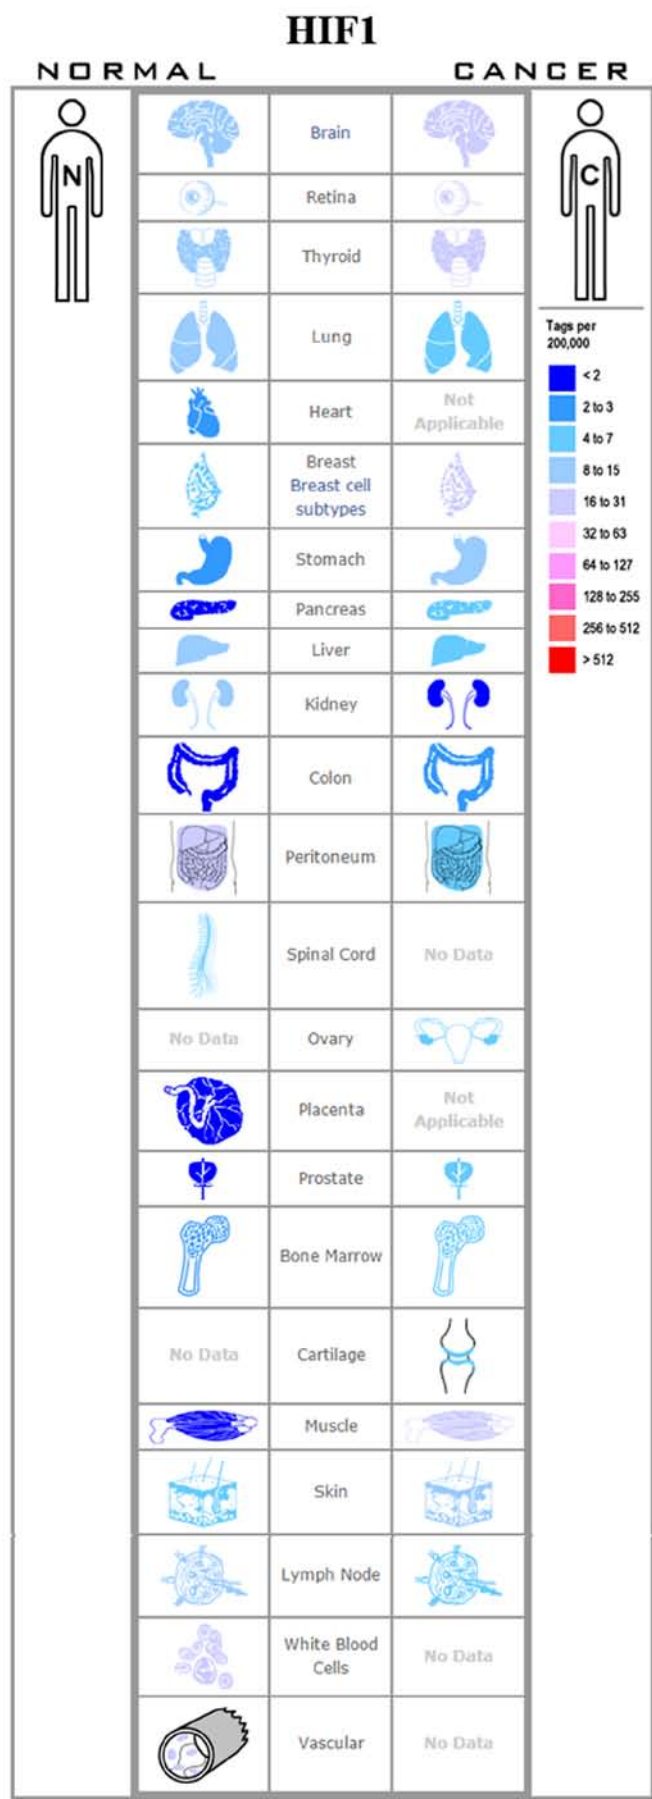 HIF1
NORMAL CANCER
N
C
Brain
Retina
Thyroid
Lung
Heart Not
Applicable
Breast
Breast cell
subtypes
Stomach
Pancreas
Liver
Kidney
Colon
Peritoneum
Spinal Cord No Data
No Data Ovary
Placenta Not
Applicable
Prostate
Bone Marrow
No Data Cartilage
Muscle
Skin
Lymph Node
White Blood
Cells No Data
Vascular No Data
Tags per
200,000
< 2
2 to 3
4 to 7
8 to 15
16 to 31
32 to 63
64 to 127
128 to 255
256 to 512
> 512